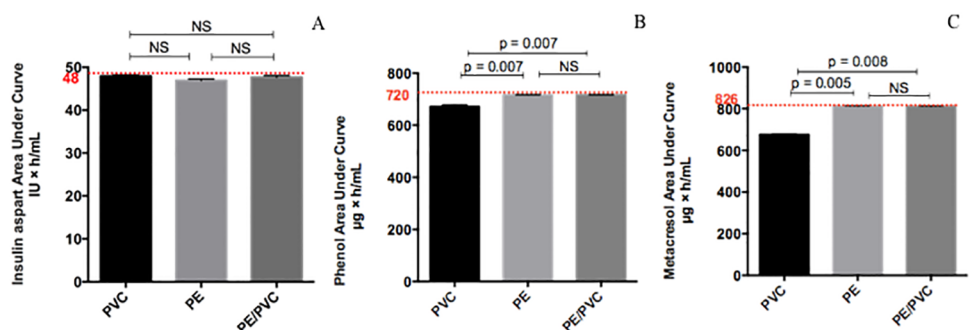 A
NS
NS
NS
Insulin aspart Area Under Curve
IU × h/mL
50
48
40
30
20
10
0
PVC
PE
PE/PVC
B
p = 0.007
p = 0.007
NS
Phenol Area Under Curve
µg × h/mL
800
720
600
400
200
0
PVC
PE
PE/PVC
C
p = 0.008
p = 0.005
NS
Metacresol Area Under Curve
µg × h/mL
1000
826
800
600
400
200
0
PVC
PE
PE/PVC